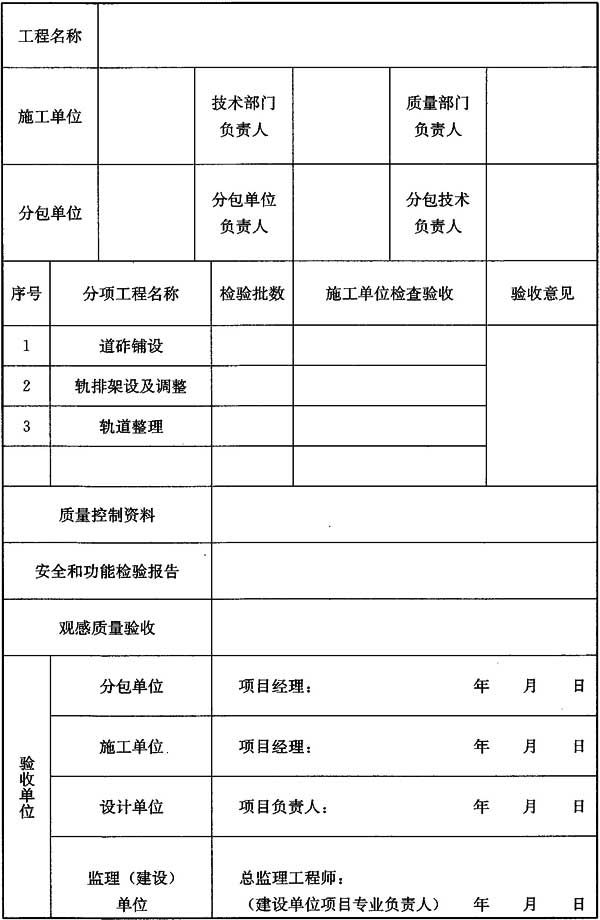 工程名称
施工单位 技术部门 质量部门
负责人 负责人
分包单位 分包单位 分包技术
负责人 负责人
序号 分项工程名称 检验批数 施工单位检查验收 验收意见
1 道砟铺设
2 轨排架设及调整
3 轨道整理
质量控制资料
安全和功能检验报告
观感质量验收
验收单位
分包单位 项目经理： 年 月 日
施工单位 项目经理： 年 月 日
设计单位 项目负责人： 年 月 日
监理（建设） 总监理工程师：
单位 （建设单位项目专业负责人） 年 月 日